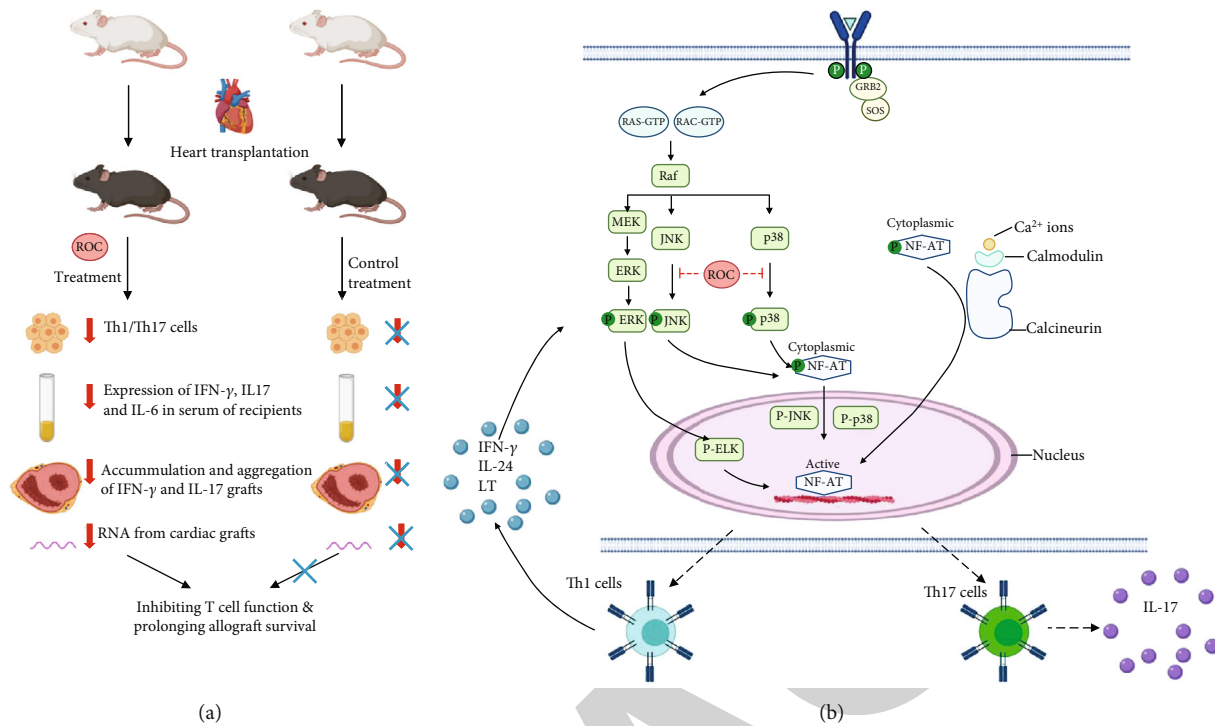 Heart transplantation
ROC
Treatment
Control
treatment
Th1/Th17 cells
Expression of IFN-γ, IL17
and IL-6 in serum of recipients
Accummulation and aggregation
of IFN-γ and IL-17 grafts
RNA from cardiac grafts
Inhibiting T cell function &
prolonging allograft survival
(a)
P
P
GRB2
SOS
RAS-GTP
RAC-GTP
Raf
MEK
JNK
p38
ERK
ROC
P
ERK
P
JNK
P
p38
Cytoplasmic
P
NF-AT
Cytoplasmic
P
NF-AT
Ca²⁺ ions
Calmodulin
Calcineurin
P-JNK
P-p38
P-ELK
Active
NF-AT
Nucleus
IFN-γ
IL-24
LT
Th1 cells
Th17 cells
IL-17
(b)